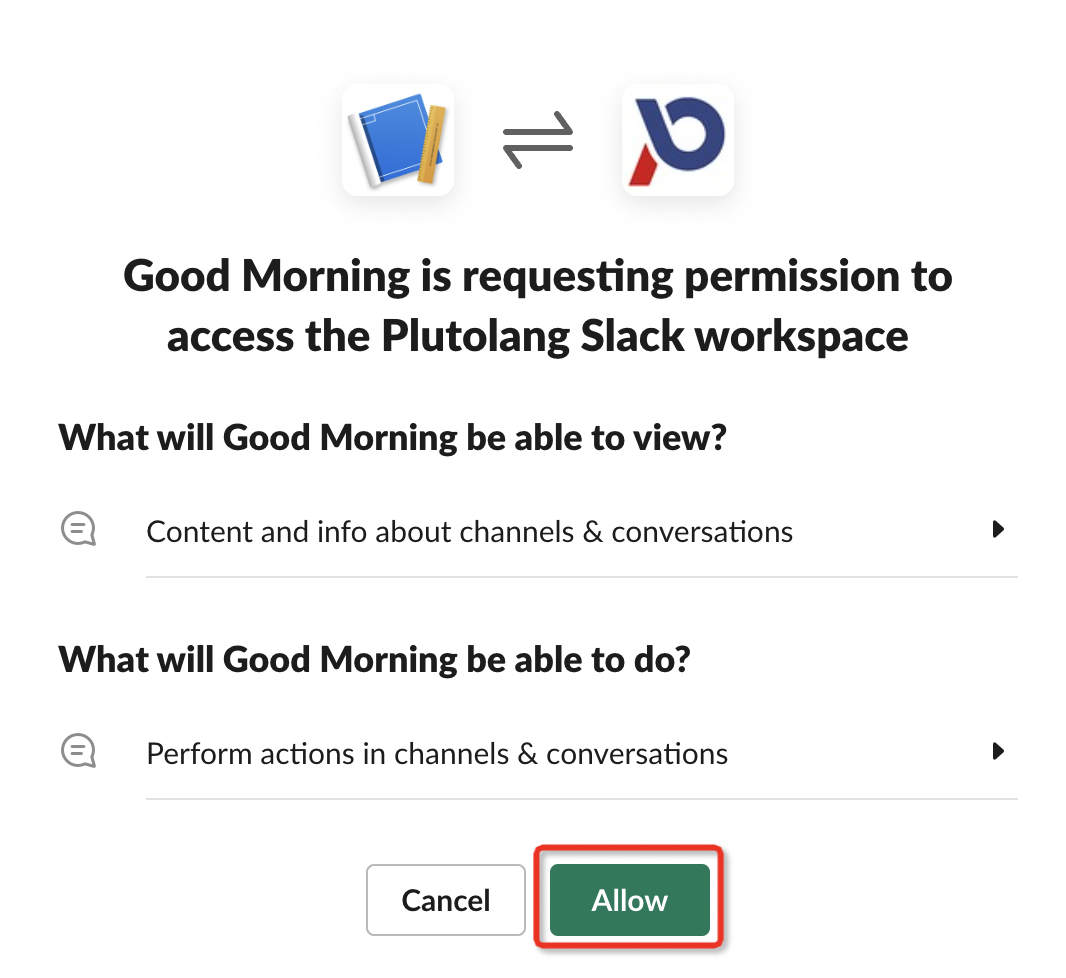 Good Morning is requesting permission to
access the Plutolang Slack workspace
What will Good Morning be able to view?
Content and info about channels & conversations
What will Good Morning be able to do?
Perform actions in channels & conversations
Cancel
Allow